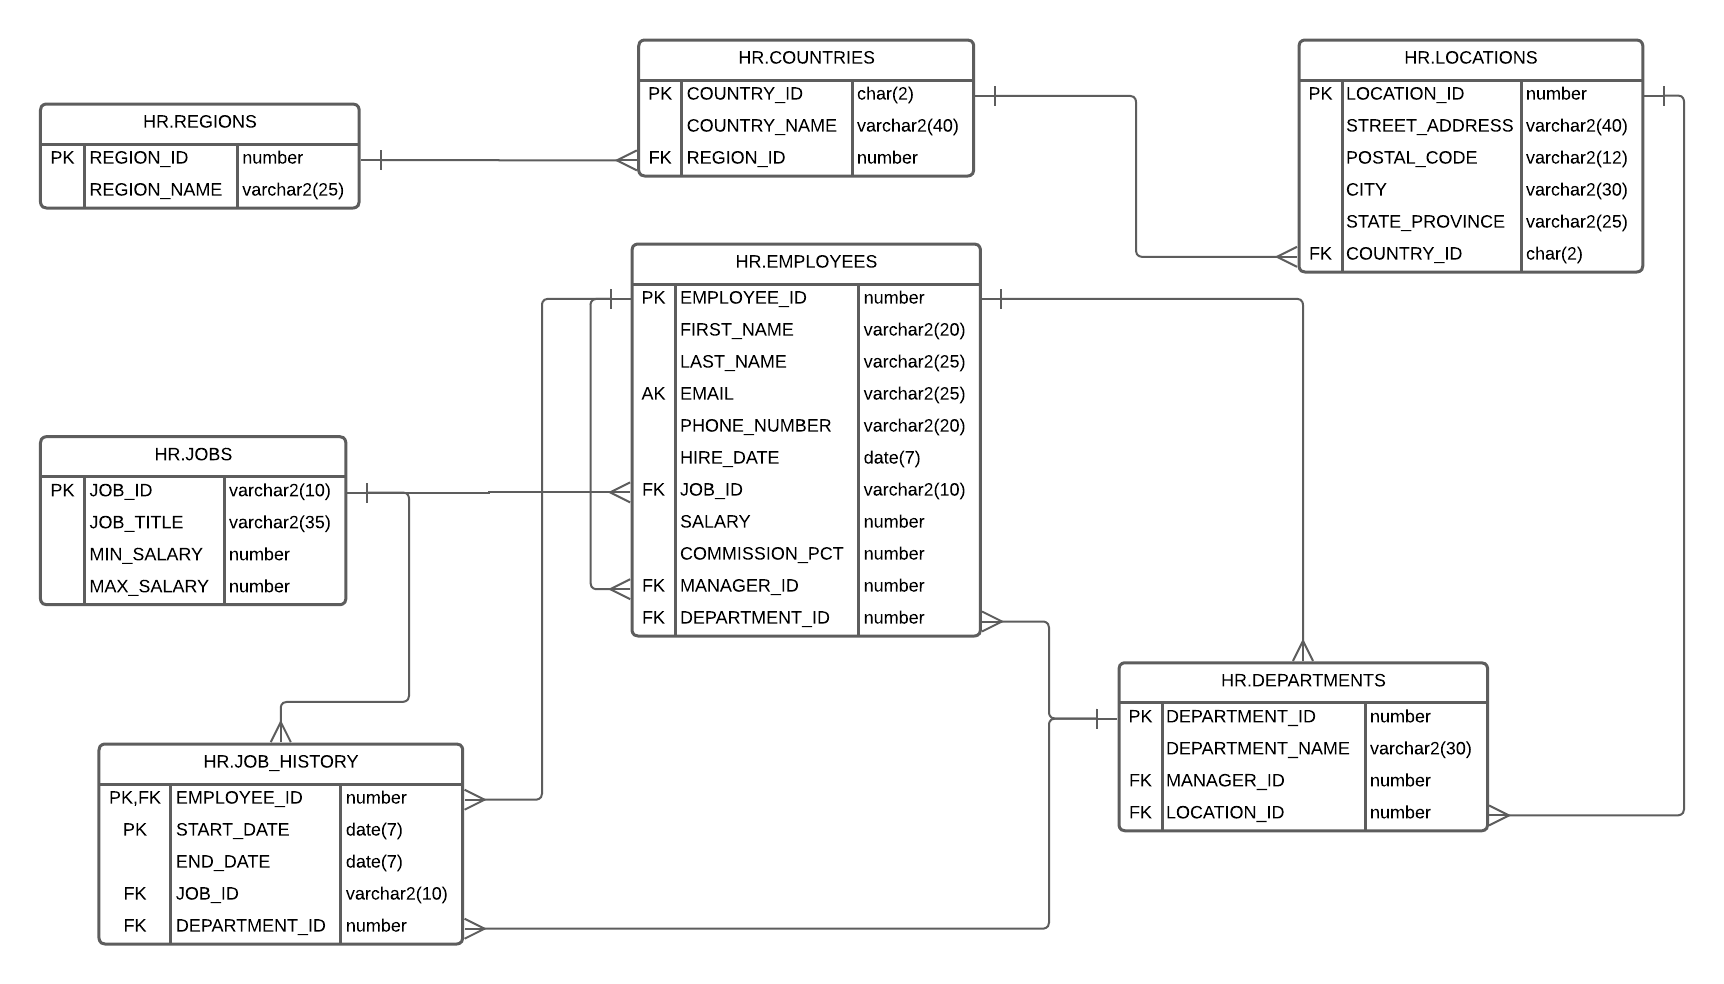 HR.REGIONS
PK REGION_ID number
REGION_NAME varchar2(25)
HR.COUNTRIES
PK COUNTRY_ID char(2)
COUNTRY_NAME varchar2(40)
FK REGION_ID number
HR.LOCATIONS
PK LOCATION_ID number
STREET_ADDRESS varchar2(40)
POSTAL_CODE varchar2(12)
CITY varchar2(30)
STATE_PROVINCE varchar2(25)
FK COUNTRY_ID char(2)
HR.EMPLOYEES
PK EMPLOYEE_ID number
FIRST_NAME varchar2(20)
LAST_NAME varchar2(25)
AK EMAIL varchar2(25)
PHONE_NUMBER varchar2(20)
HIRE_DATE date(7)
FK JOB_ID varchar2(10)
SALARY number
COMMISSION_PCT number
FK MANAGER_ID number
FK DEPARTMENT_ID number
HR.JOBS
PK JOB_ID varchar2(10)
JOB_TITLE varchar2(35)
MIN_SALARY number
MAX_SALARY number
HR.DEPARTMENTS
PK DEPARTMENT_ID number
DEPARTMENT_NAME varchar2(30)
FK MANAGER_ID number
FK LOCATION_ID number
HR.JOB_HISTORY
PK,FK EMPLOYEE_ID number
PK START_DATE date(7)
END_DATE date(7)
FK JOB_ID varchar2(10)
FK DEPARTMENT_ID number